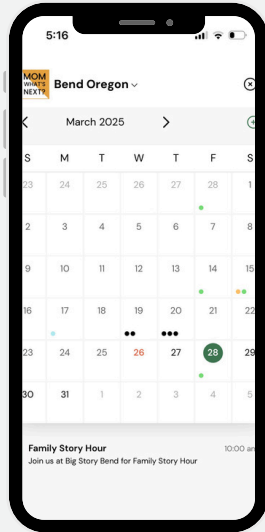 5:16
MOM
WHAT'S
NEXT?
Bend Oregon
March 2025
S M T W T F S
23 24 25 26 27 28 1
2 3 4 5 6 7 8
9 10 11 12 13 14 15
16 17 18 19 20 21 22
23 24 25 26 27 28 29
30 31 1 2 3 4 5
Family Story Hour 10:00 am
Join us at Big Story Bend for Family Story Hour